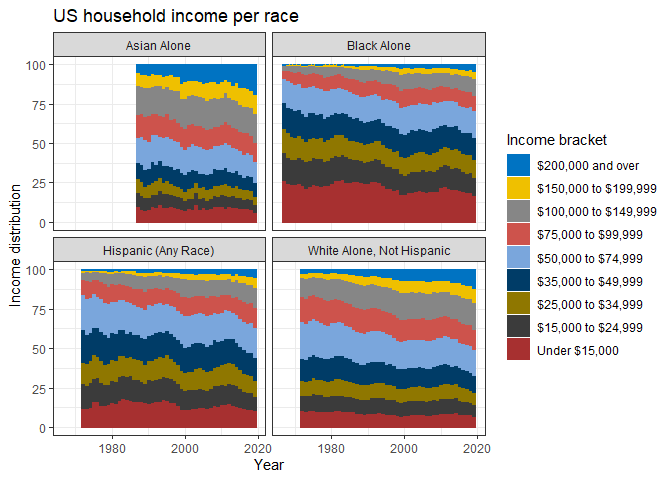 US household income per race
Asian Alone
Black Alone
100
75
50
25
0
Hispanic (Any Race)
White Alone, Not Hispanic
100
75
50
25
0
1980
2000
2020
1980
2000
2020
Year
Income distribution
Income bracket
$200,000 and over
$150,000 to $199,999
$100,000 to $149,999
$75,000 to $99,999
$50,000 to $74,999
$35,000 to $49,999
$25,000 to $34,999
$15,000 to $24,999
Under $15,000